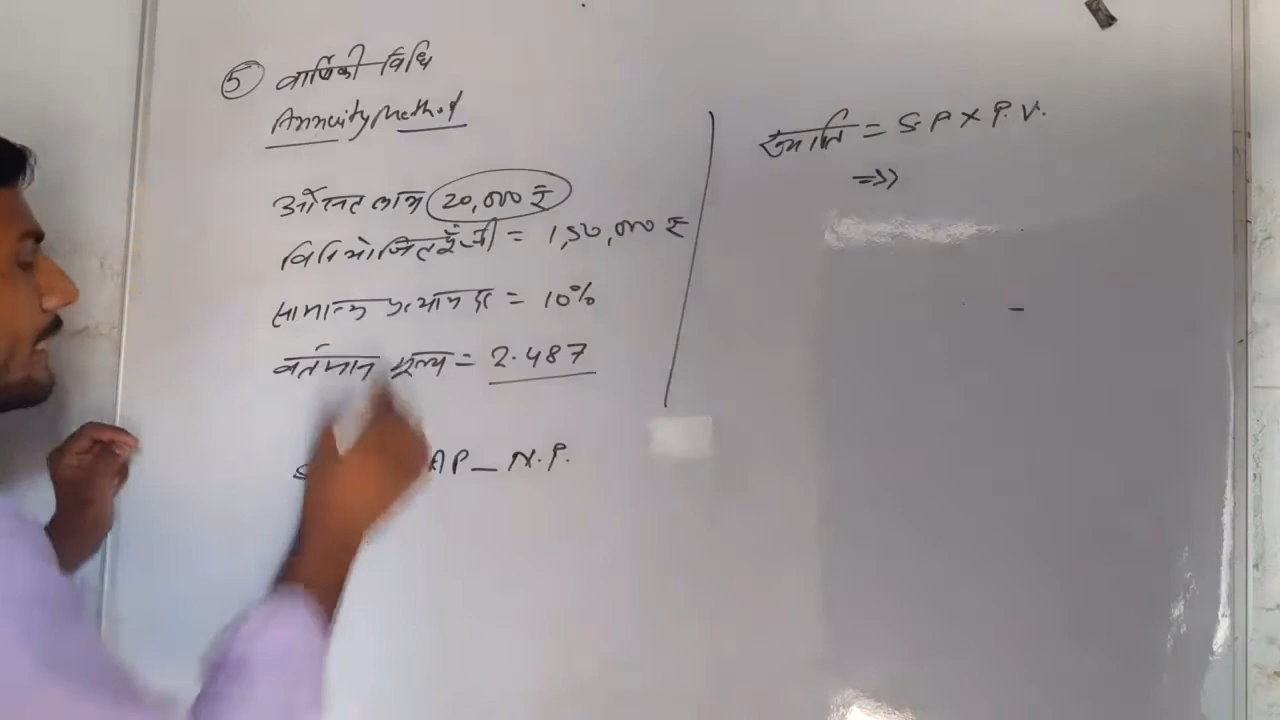 5 वार्षिकी विधि
Annuity Method
औसत लाभ 20,000 ₹
विनियोजित पूँजी = 1,50,000 ₹
सामान्य प्रत्याय दर = 10%
वर्तमान मूल्य = 2.487
S AP - N.P.
ख्याति = S.P X P.V.
=>>